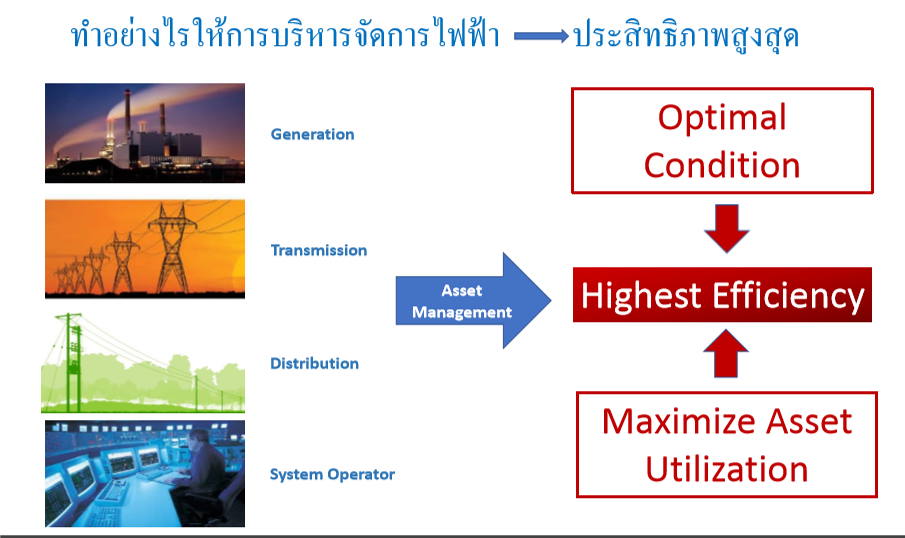 ทำอย่างไรให้การบริหารจัดการไฟฟ้า ประสิทธิภาพสูงสุด
Generation
Transmission
Distribution
System Operator
Asset
Management
Optimal
Condition
Highest Efficiency
Maximize Asset
Utilization